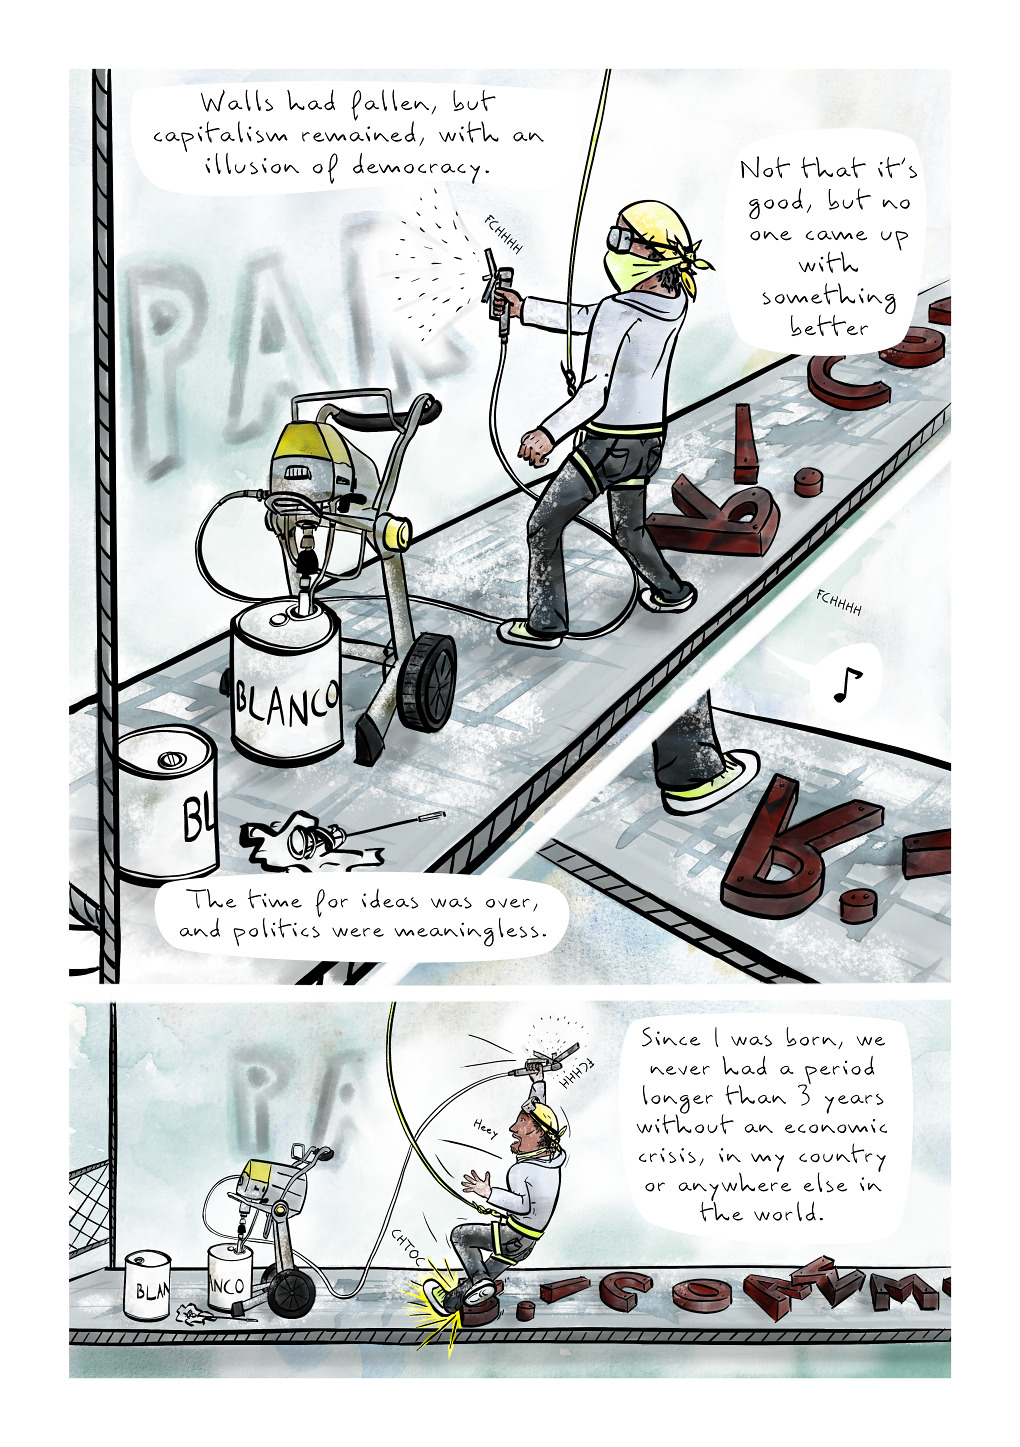 Walls had fallen, but
capitalism remained, with an
illusion of democracy.
Not that it's
good, but no
one came up
with
something
better
FCHHHH
PAR
BLANCO
BL
FCHHHH
The time for ideas was over,
and politics were meaningless.
Since I was born, we
never had a period
longer than 3 years
without an economic
crisis, in my country
or anywhere else in
the world.
FCHHH
Heey
PA
CHTOC
BLAN
ANCO